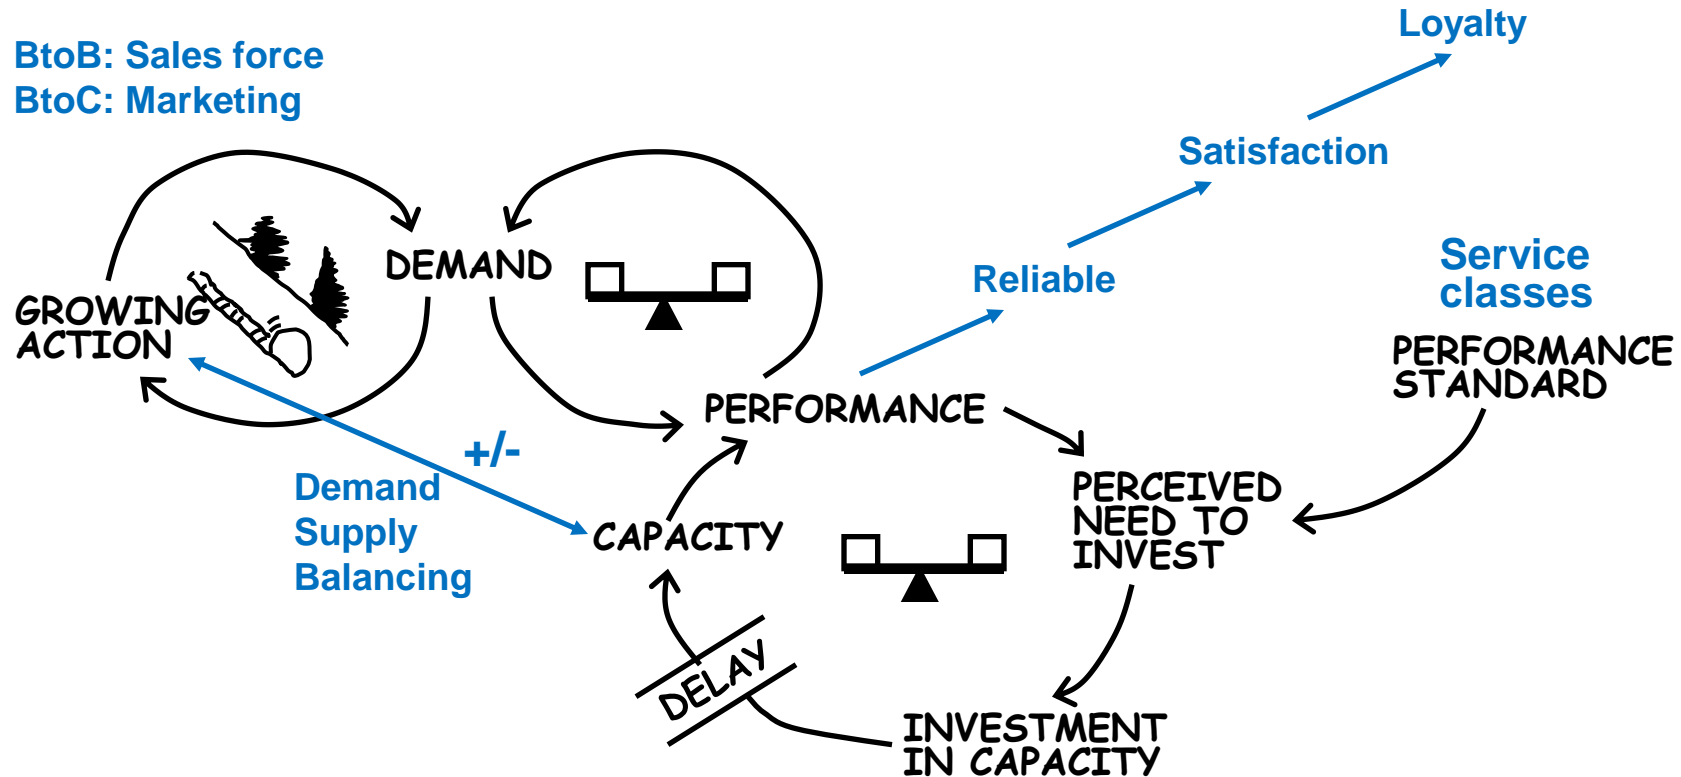 Loyalty
BtoB: Sales force
BtoC: Marketing
Satisfaction
DEMAND
Reliable
Service
classes
GROWING
ACTION
PERFORMANCE
STANDARD
PERFORMANCE
+/-
Demand
Supply
Balancing
CAPACITY
PERCEIVED
NEED TO
INVEST
DELAY
INVESTMENT
IN CAPACITY